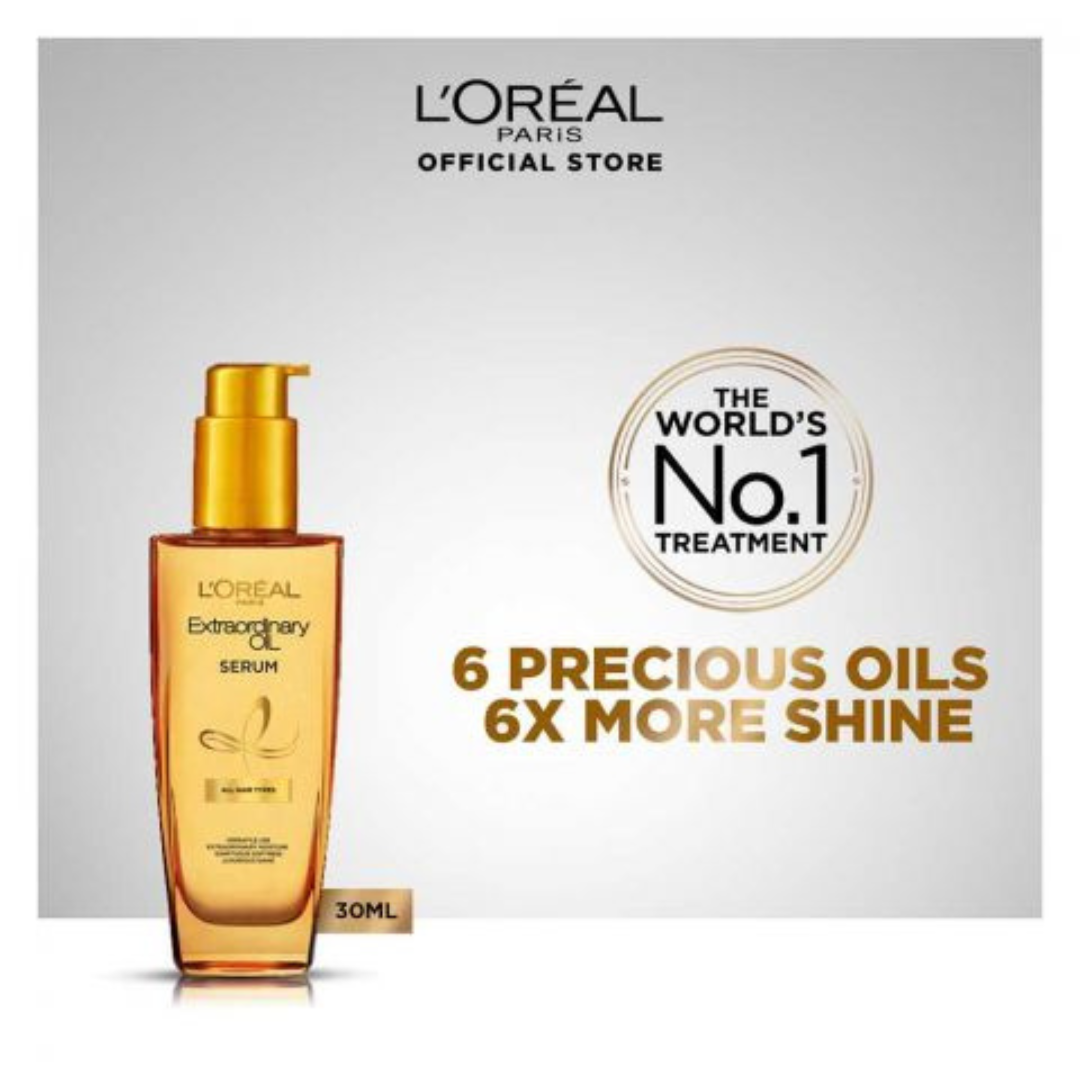 L'ORÉAL
PARIS
OFFICIAL STORE
THE
WORLD'S
No.1
TREATMENT
6 PRECIOUS OILS
6X MORE SHINE
L'ORÉAL
PARIS
Extraordinary
OIL
SERUM
ALL HAIR TYPES
30ML